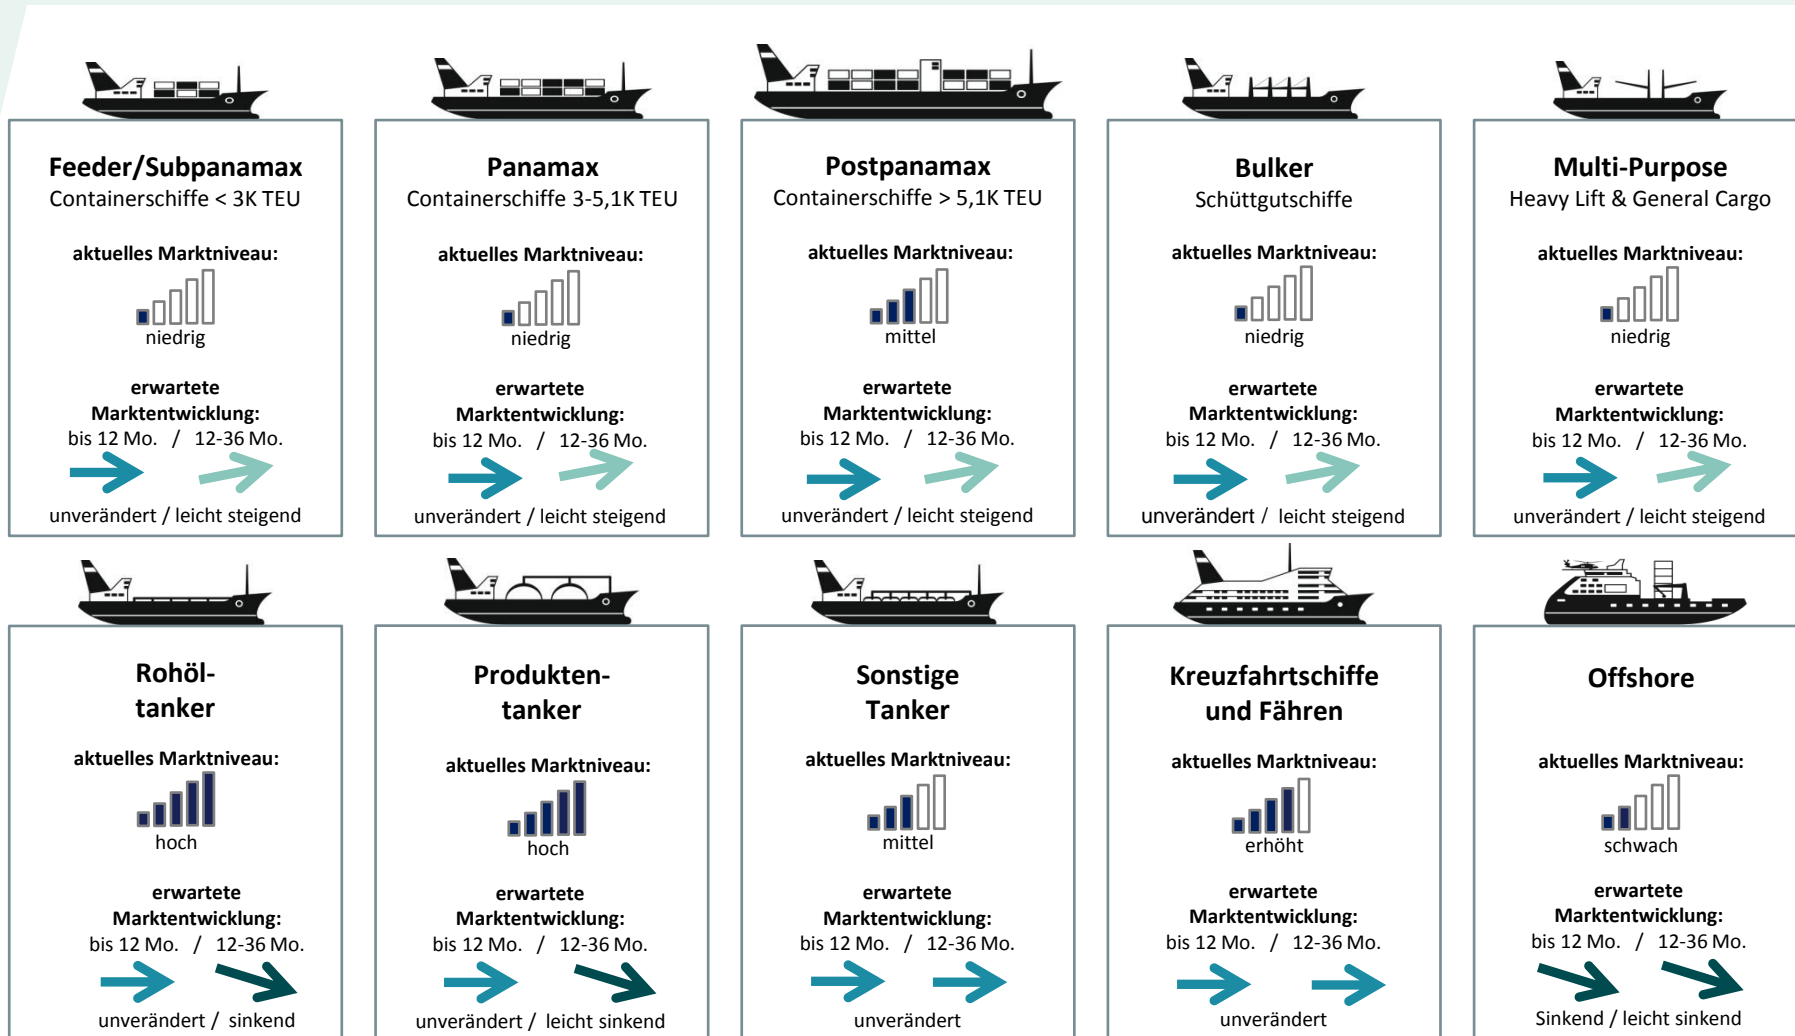 Feeder/Subpanamax
Containerschiffe < 3K TEU
aktuelles Marktniveau:
niedrig
erwartete
Marktentwicklung:
bis 12 Mo. / 12-36 Mo.
unverändert / leicht steigend
Panamax
Containerschiffe 3-5,1K TEU
aktuelles Marktniveau:
niedrig
erwartete
Marktentwicklung:
bis 12 Mo. / 12-36 Mo.
unverändert / leicht steigend
Postpanamax
Containerschiffe > 5,1K TEU
aktuelles Marktniveau:
mittel
erwartete
Marktentwicklung:
bis 12 Mo. / 12-36 Mo.
unverändert / leicht steigend
Bulker
Schüttgutschiffe
aktuelles Marktniveau:
niedrig
erwartete
Marktentwicklung:
bis 12 Mo. / 12-36 Mo.
unverändert / leicht steigend
Multi-Purpose
Heavy Lift & General Cargo
aktuelles Marktniveau:
niedrig
erwartete
Marktentwicklung:
bis 12 Mo. / 12-36 Mo.
unverändert / leicht steigend
Rohöl-
tanker
aktuelles Marktniveau:
hoch
erwartete
Marktentwicklung:
bis 12 Mo. / 12-36 Mo.
unverändert / sinkend
Produkten-
tanker
aktuelles Marktniveau:
hoch
erwartete
Marktentwicklung:
bis 12 Mo. / 12-36 Mo.
unverändert / leicht sinkend
Sonstige
Tanker
aktuelles Marktniveau:
mittel
erwartete
Marktentwicklung:
bis 12 Mo. / 12-36 Mo.
unverändert
Kreuzfahrtschiffe
und Fähren
aktuelles Marktniveau:
erhöht
erwartete
Marktentwicklung:
bis 12 Mo. / 12-36 Mo.
unverändert
Offshore
aktuelles Marktniveau:
schwach
erwartete
Marktentwicklung:
bis 12 Mo. / 12-36 Mo.
Sinkend / leicht sinkend